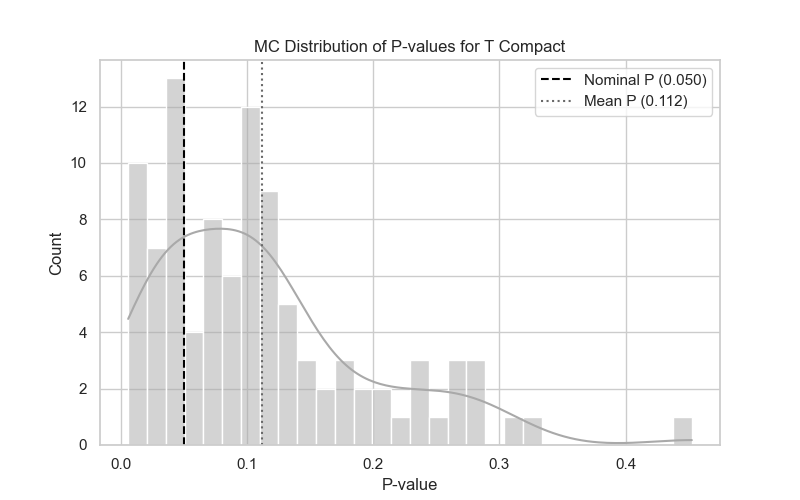 MC Distribution of P-values for T Compact
Nominal P (0.050)
Mean P (0.112)
Count
12
10
8
6
4
2
0
0.0 0.1 0.2 0.3 0.4
P-value